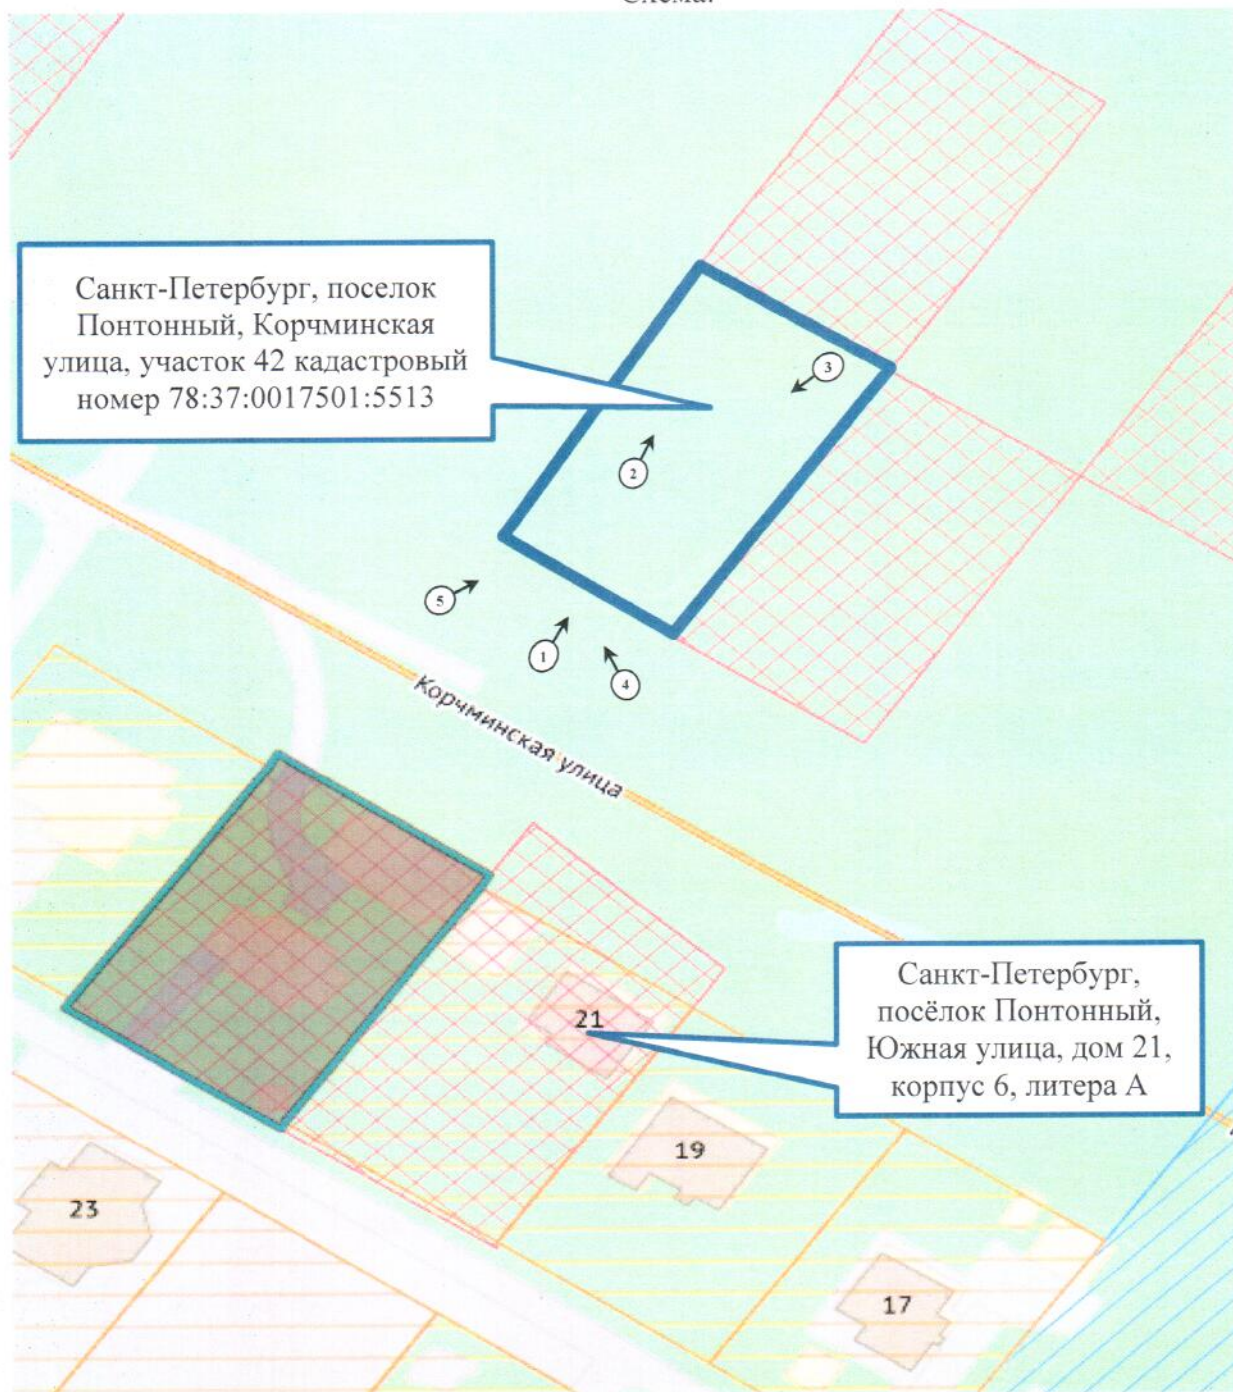 Схема:
Санкт-Петербург, поселок
Понтонный, Корчминская
улица, участок 42 кадастровый
номер 78:37:0017501:5513
3
2
5
1
4
Корчминская улица
21
Санкт-Петербург,
посёлок Понтонный,
Южная улица, дом 21,
корпус 6, литера А
19
23
17